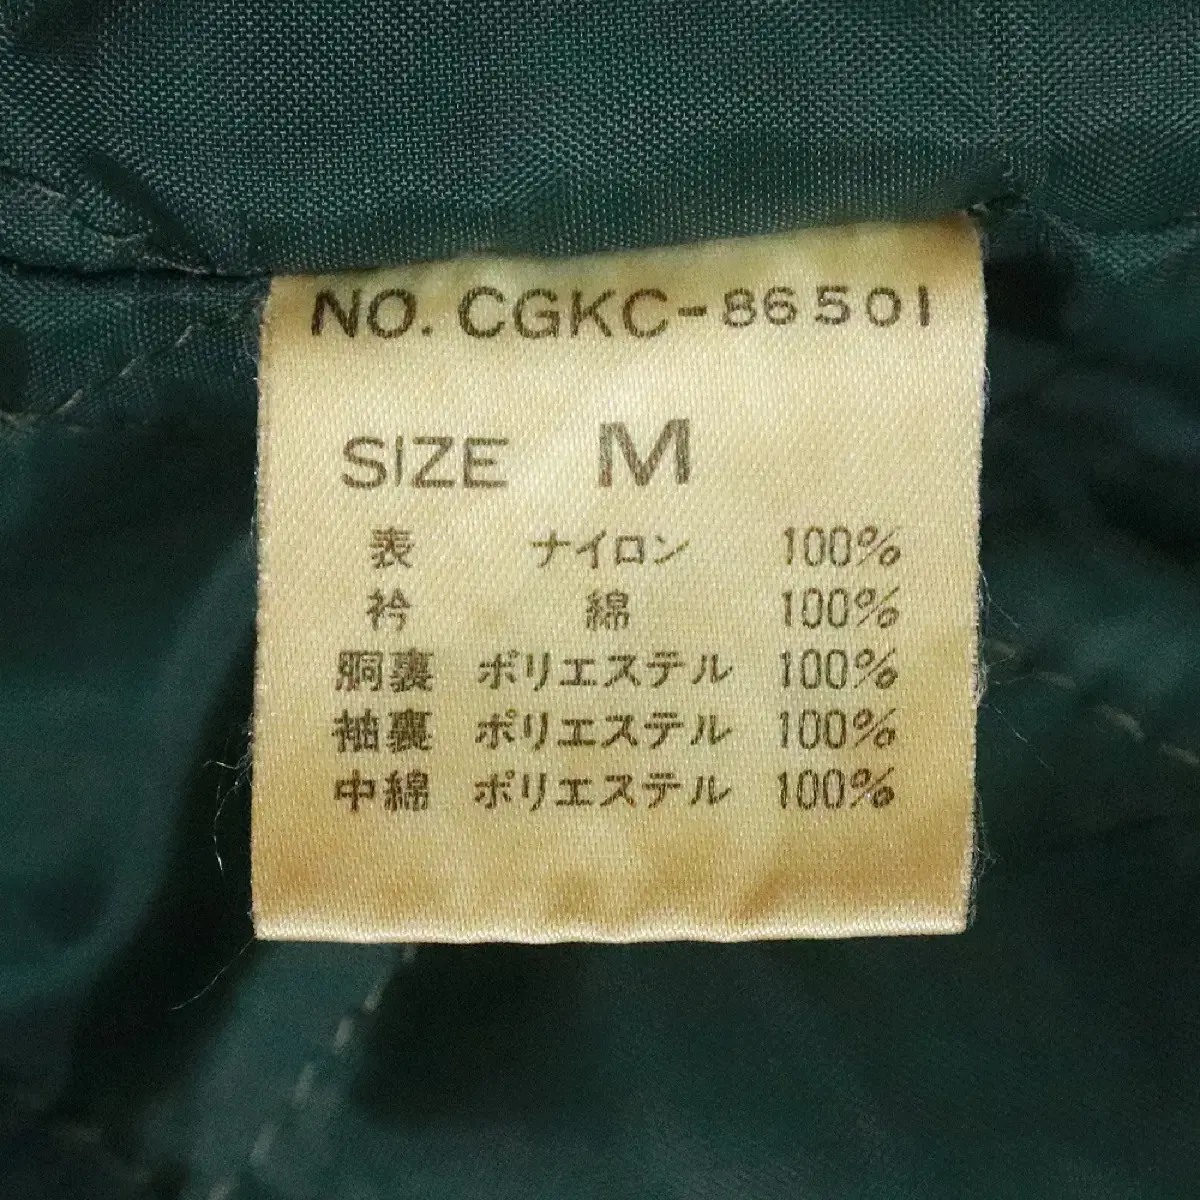 NO. CGKC-86501
SIZE M
表 ナイロン 100%
衿 綿 100%
胴裏 ポリエステル 100%
袖裏 ポリエステル 100%
中綿 ポリエステル 100%